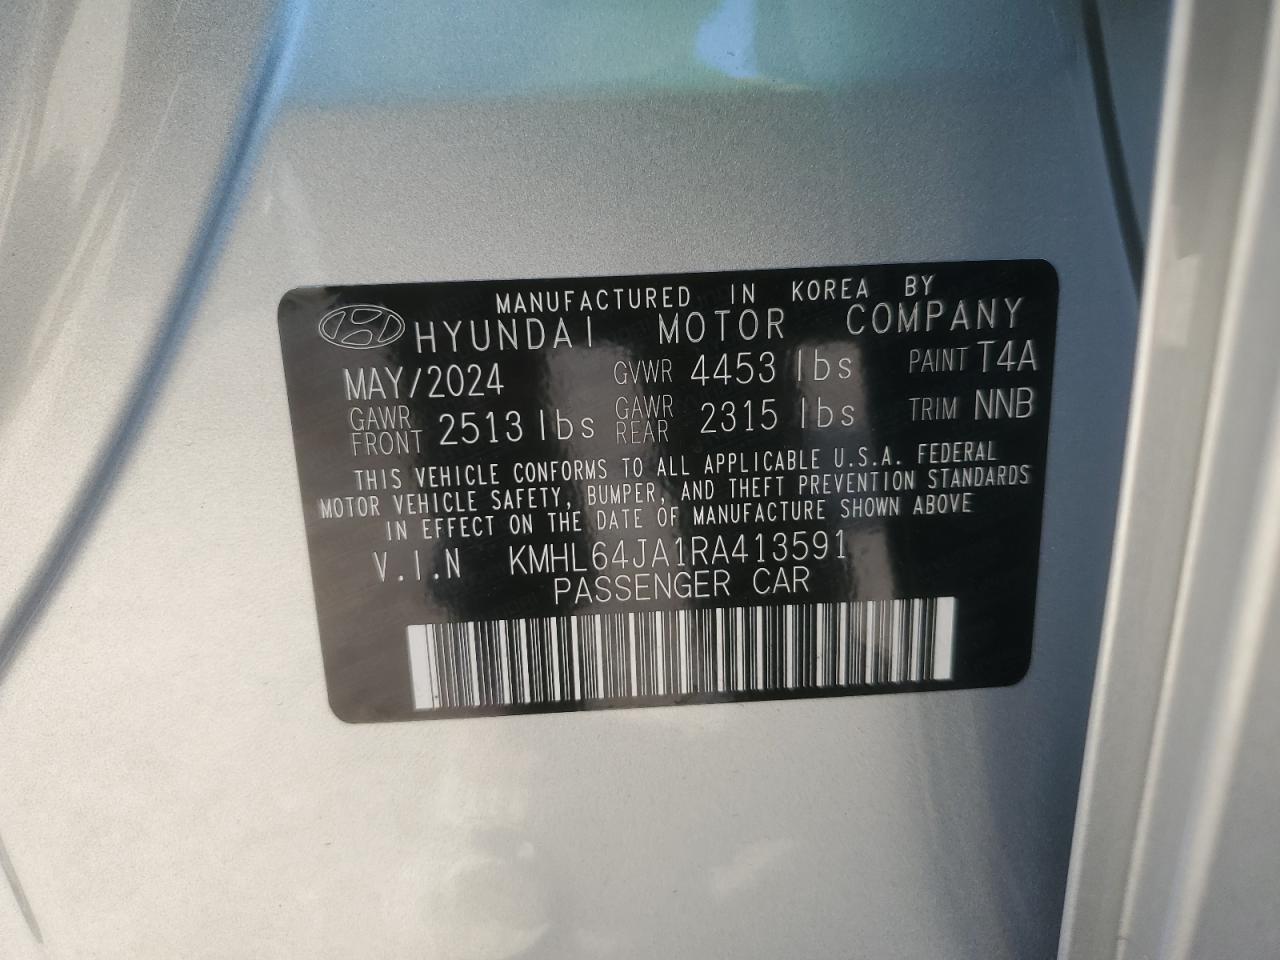 MANUFACTURED IN KOREA BY
HYUNDAI MOTOR COMPANY
MAY/2024 GVWR 4453 lbs PAINT T4A
GAWR FRONT 2513 lbs GAWR REAR 2315 lbs TRIM NNB
THIS VEHICLE CONFORMS TO ALL APPLICABLE U.S.A. FEDERAL
MOTOR VEHICLE SAFETY, BUMPER, AND THEFT PREVENTION STANDARDS
IN EFFECT ON THE DATE OF MANUFACTURE SHOWN ABOVE
V.I.N KMHL64JA1RA413591
PASSENGER CAR